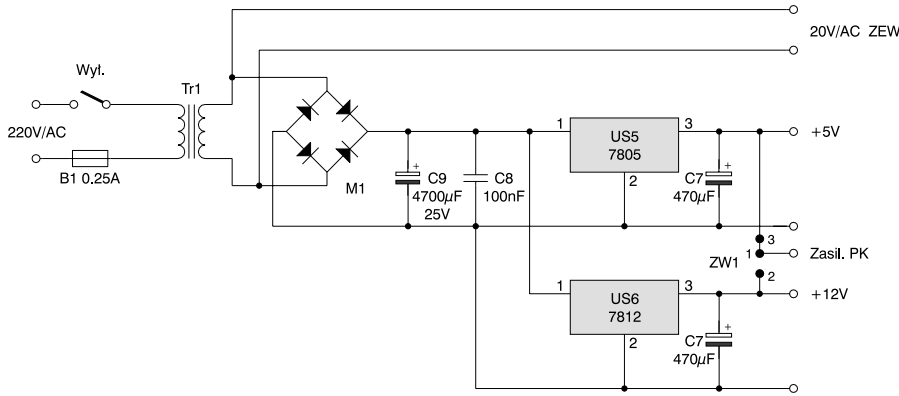 20V/AC ZEW
Wył.
Tr1
220V/AC
B1 0.25A
M1
C9
4700µF
25V
+
C8
100nF
1
US5
7805
3
2
C7
470µF
+
+5V
3
1
2
ZW1
Zasil. PK
1
US6
7812
3
2
C7
470µF
+
+12V